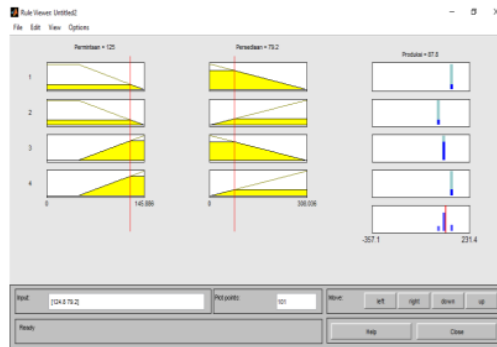 Rule Viewer: Untitled2
File Edit View Options
Permintaan = 125
Persediaan = 79.2
Produksi = 87.8
1
2
3
4
0
145.886
0
308.036
-357.1
231.4
Input:
[124.8 79.2]
Plot points:
101
Move:
left
right
down
up
Ready
Help
Close